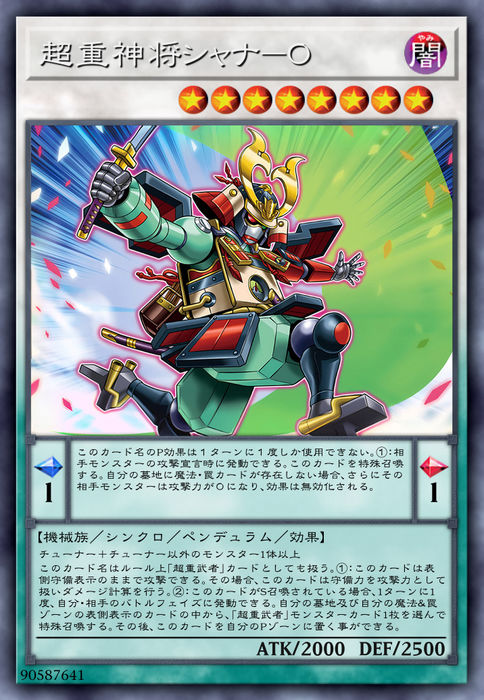 超重神将シャナ－O
闇
やみ
このカード名のP効果は１ターンに１度しか使用できない。①：相
手モンスターの攻撃宣言時に発動できる。このカードを特殊召喚
する。自分の墓地に魔法・罠カードが存在しない場合、さらにその
相手モンスターは攻撃力が０になり、効果は無効化される。
1
1
【機械族／シンクロ／ペンデュラム／効果】
チューナー＋チューナー以外のモンスター1体以上
このカード名はルール上「超重武者」カードとしても扱う。①：このカードは表
側守備表示のままで攻撃できる。その場合、このカードは守備力を攻撃力として
扱いダメージ計算を行う。②：このカードがS召喚されている場合、1ターンに1
度、自分・相手のバトルフェイズに発動できる。自分の墓地及び自分の魔法&罠
ゾーンの表側表示のカードの中から、「超重武者」モンスターカード1枚を選んで
特殊召喚する。その後、このカードを自分のPゾーンに置く事ができる。
ATK/2000 DEF/2500
90587641